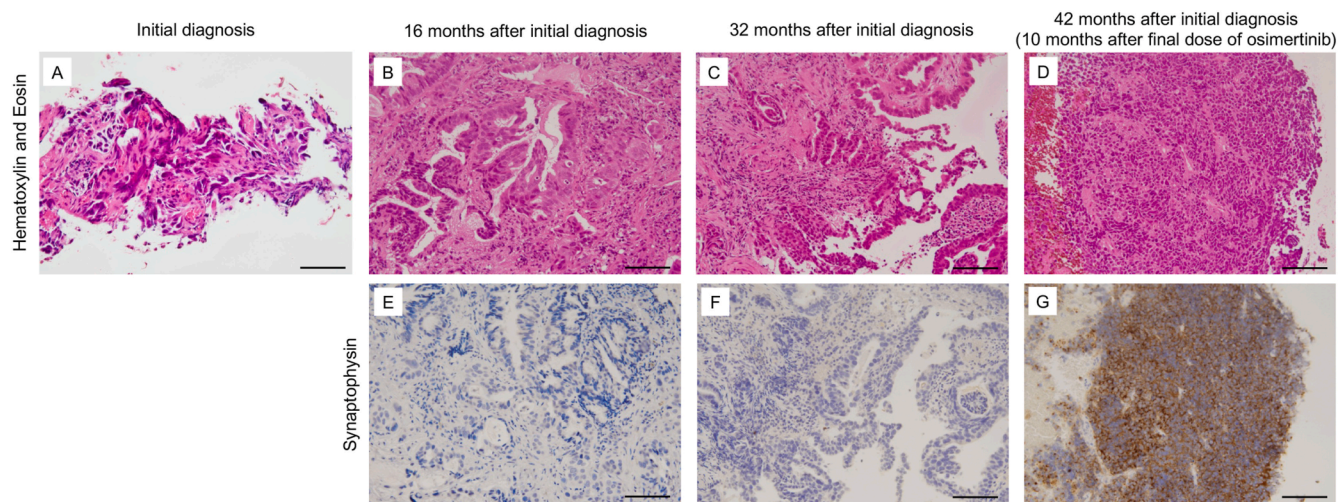 Initial diagnosis
16 months after initial diagnosis
32 months after initial diagnosis
42 months after initial diagnosis
(10 months after final dose of osimertinib)
Hematoxylin and Eosin
A
B
C
D
Synaptophysin
E
F
G